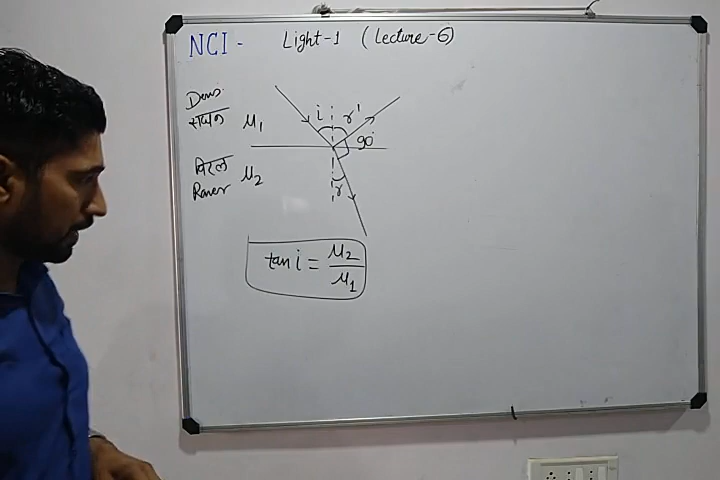 NCI - Light-1 (Lecture-6)
Dens.
सघन μ1
i r'
90°
विरल μ2
Rarer
r
tan i = μ2/μ1